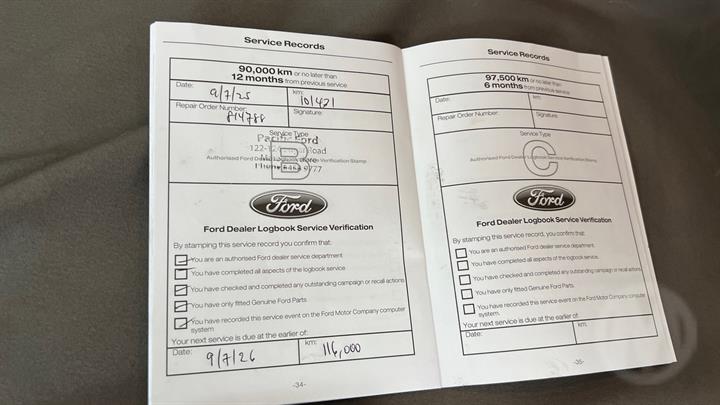 Service Records
90,000 km or no later than
12 months from previous service
Date:
9/7/25
km:
101421
Repair Order Number:
Signature:
814788
Service Type
Pacific Ford
Road
Authorised Ford Dealer Logbook Service Verification Stamp
B
Ford
Ford Dealer Logbook Service Verification
By stamping this service record you confirm that:
You are an authorised Ford dealer service department
You have completed all aspects of the logbook service
You have checked and completed any outstanding campaign or recall actions
You have only fitted Genuine Ford Parts.
You have recorded this service event on the Ford Motor Company computer
system
Your next service is due at the earlier of:
Date:
9/7/26
km:
116,000
-34-
Service Records
97,500 km or no later than
6 months from previous service
Date:
km:
Repair Order Number:
Signature:
Service Type
Authorised Ford Dealer Logbook Service Verification Stamp
C
Ford
Ford Dealer Logbook Service Verification
By stamping this service record, you confirm that:
You are an authorised Ford dealer service department.
You have completed all aspects of the logbook service.
You have checked and completed any outstanding campaign or recall actions
You have only fitted Genuine Ford Parts.
You have recorded this service event on the Ford Motor Company computer
system.
Your next service is due at the earlier of:
Date:
km:
-35-